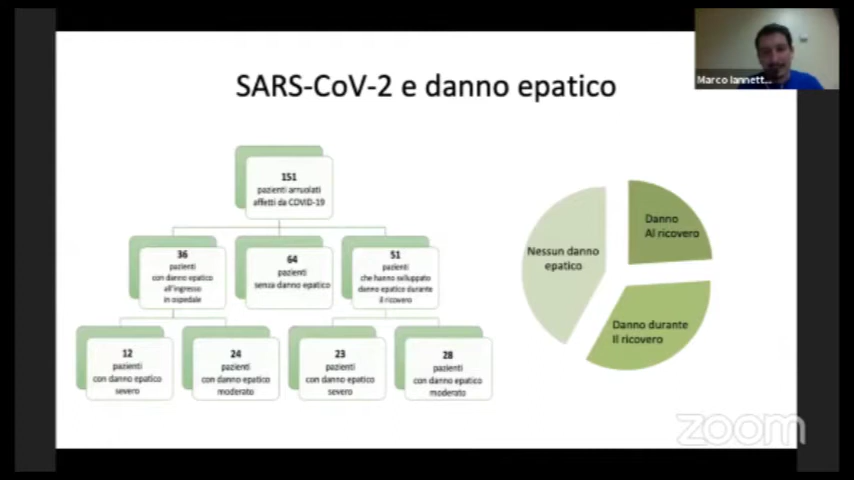 Marco Iannett...
SARS-CoV-2 e danno epatico
151
pazienti arruolati
affetti da COVID-19
36
pazienti
con danno epatico
all'ingresso
in ospedale
64
pazienti
senza danno epatico
51
pazienti
che hanno sviluppato
danno epatico durante
il ricovero
12
pazienti
con danno epatico
severo
24
pazienti
con danno epatico
moderato
23
pazienti
con danno epatico
severo
28
pazienti
con danno epatico
moderato
Nessun danno
epatico
Danno
Al ricovero
Danno durante
Il ricovero
zoom